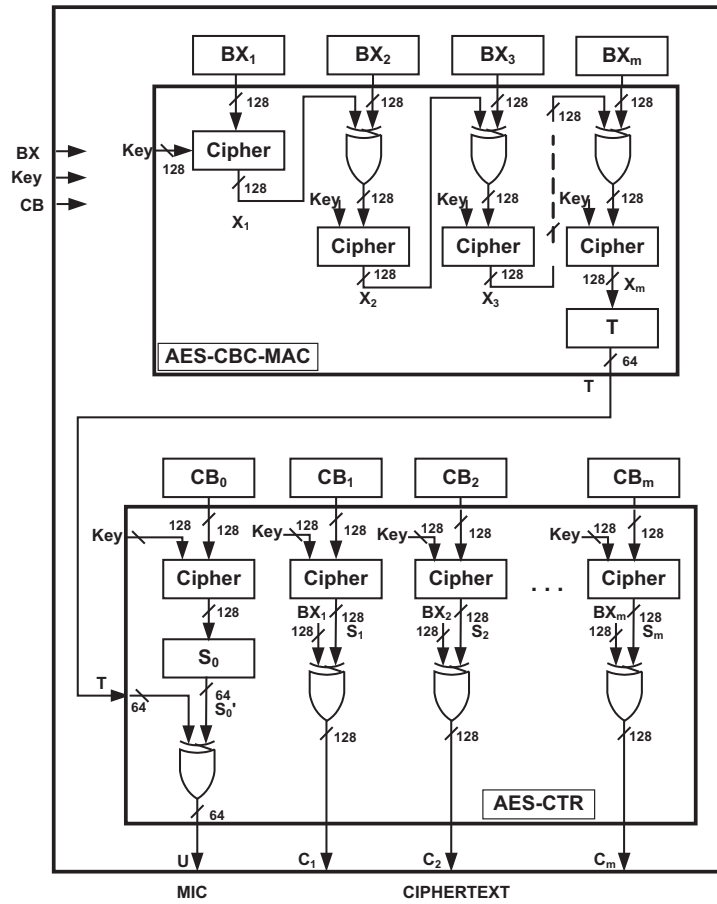 BX₁ BX₂ BX₃ BXₘ
128 128 128 128 128
BX
Key
CB
Key
128
Cipher
128
X₁
Key 128 Key 128 Key 128
Cipher Cipher Cipher
128 128 128
X₂ X₃ Xₘ
T
AES-CBC-MAC
64
T
CB₀ CB₁ CB₂ CBₘ
Key 128 128 Key 128 128 Key 128 128 Key 128 128
Cipher Cipher Cipher . . . Cipher
128 BX₁ 128 BX₂ 128 BXₘ 128
128 S₁ 128 S₂ 128 Sₘ
S₀
T
64 64
S₀'
128 128 128
AES-CTR
64
U C₁ C₂ Cₘ
MIC CIPHERTEXT